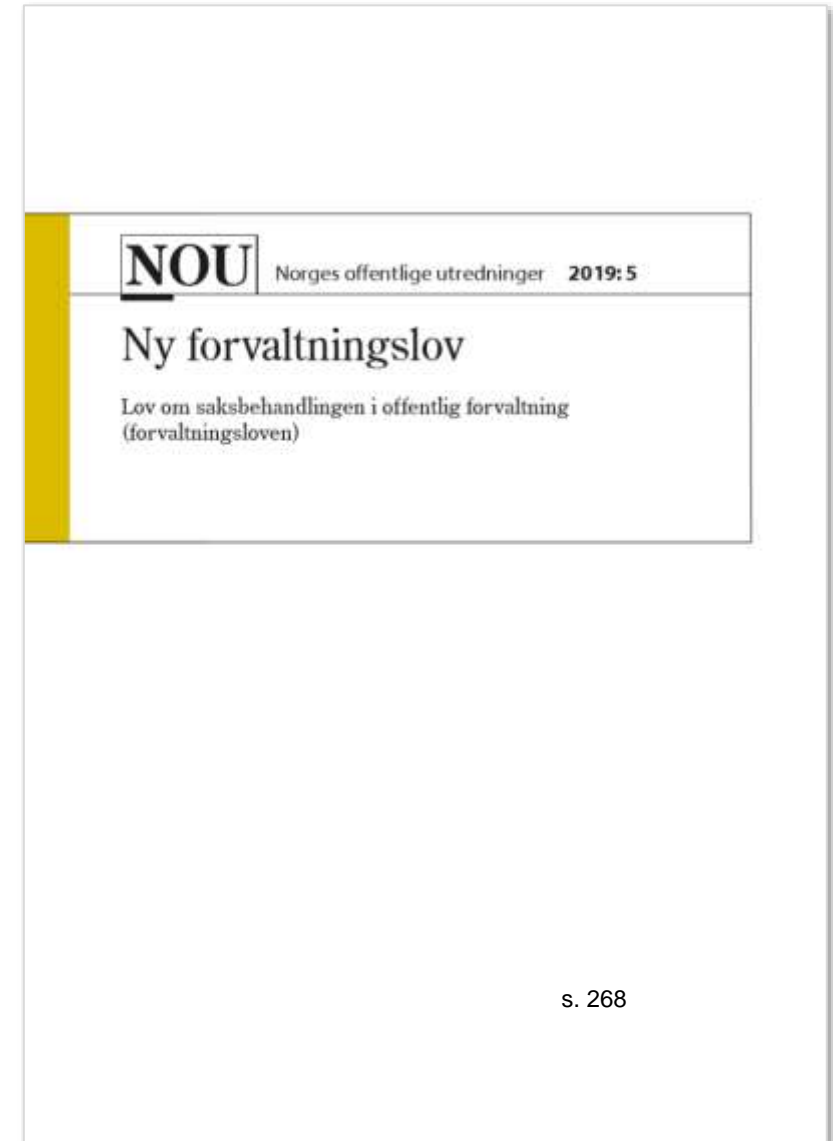 NOU Norges offentlige utredninger 2019: 5
Ny forvaltningslov
Lov om saksbehandlingen i offentlig forvaltning
(forvaltningsloven)
s. 268